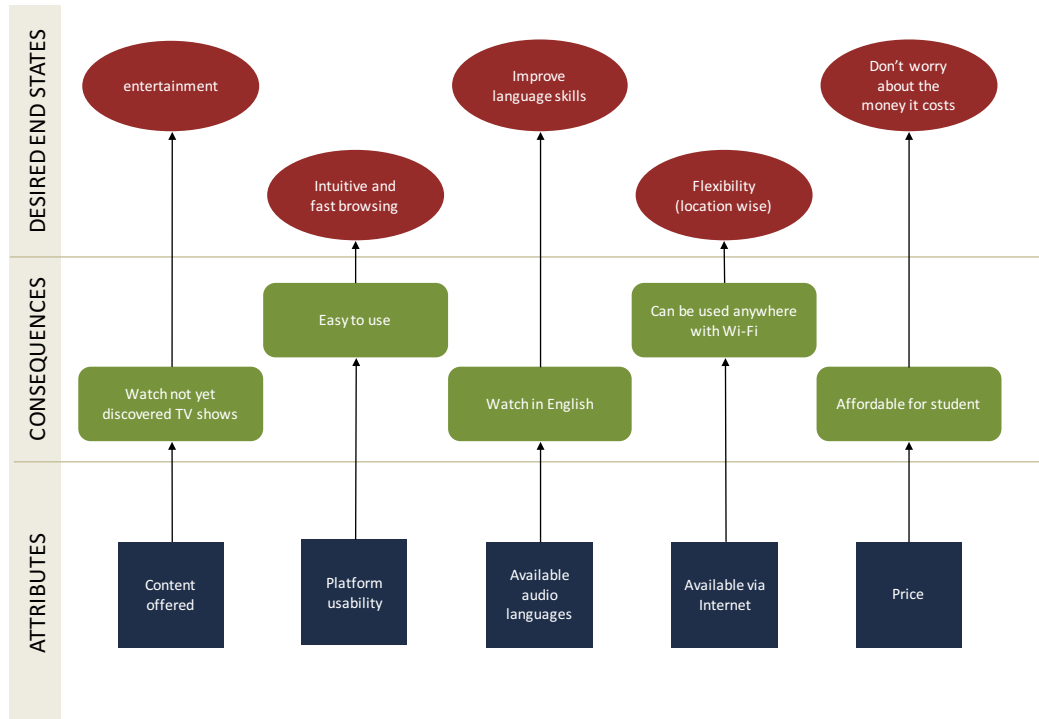 DESIRED END STATES
entertainment
Improve
language skills
Don't worry
about the
money it costs
Intuitive and
fast browsing
Flexibility
(location wise)
CONSEQUENCES
Easy to use
Can be used anywhere
with Wi-Fi
Watch not yet
discovered TV shows
Watch in English
Affordable for student
ATTRIBUTES
Content
offered
Platform
usability
Available
audio
languages
Available via
Internet
Price